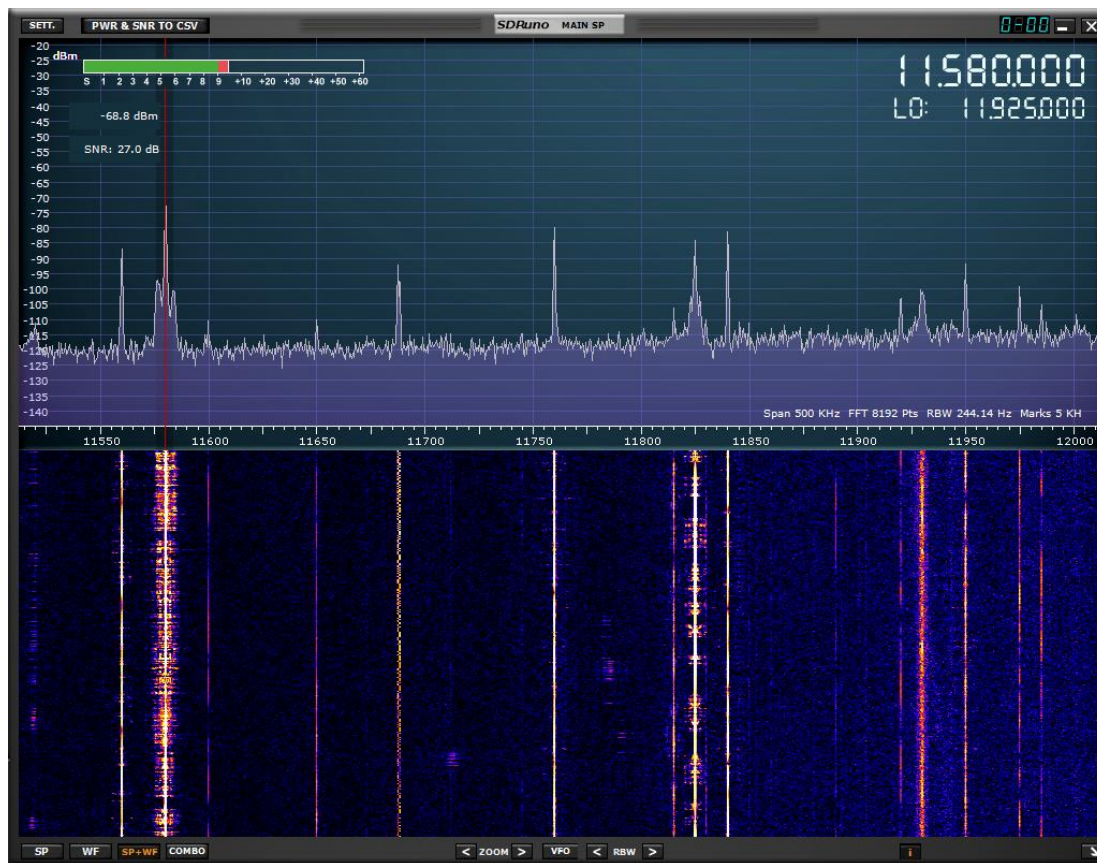 SETT. PWR & SNR TO CSV SDRuno MAIN SP 0-00
-20 dBm
-25
-30
S 1 2 3 4 5 6 7 8 9 +10 +20 +30 +40 +50 +60
11.580.000
-35
-40
LO: 11.925.000
-68.8 dBm
-45
-50
SNR: 27.0 dB
-55
-60
-65
-70
-75
-80
-85
-90
-95
-100
-105
-110
-115
-120
-125
-130
-135
-140
Span 500 KHz FFT 8192 Pts RBW 244.14 Hz Marks 5 KH
11550 11600 11650 11700 11750 11800 11850 11900 11950 12000
SP WF SP+WF COMBO < ZOOM > VFO < RBW > i